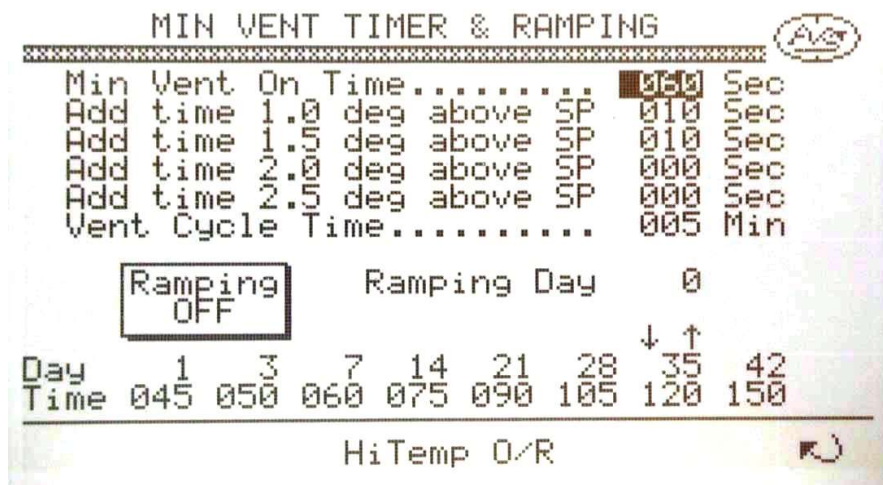 MIN VENT TIMER & RAMPING
AVS
Min Vent On Time......... 060 Sec
Add time 1.0 deg above SP 010 Sec
Add time 1.5 deg above SP 010 Sec
Add time 2.0 deg above SP 000 Sec
Add time 2.5 deg above SP 000 Sec
Vent Cycle Time.......... 005 Min
Ramping OFF
Ramping Day 0
↓ ↑
Day 1 3 7 14 21 28 35 42
Time 045 050 060 075 090 105 120 150
HiTemp O/R